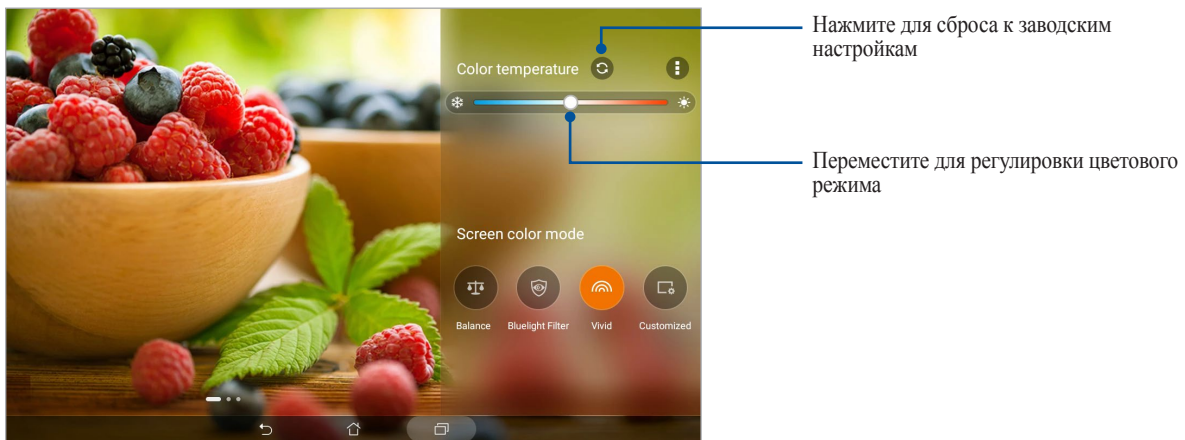 Нажмите для сброса к заводским
настройкам
Color temperature
Переместите для регулировки цветового
режима
Screen color mode
Balance
Bluelight Filter
Vivid
Customized